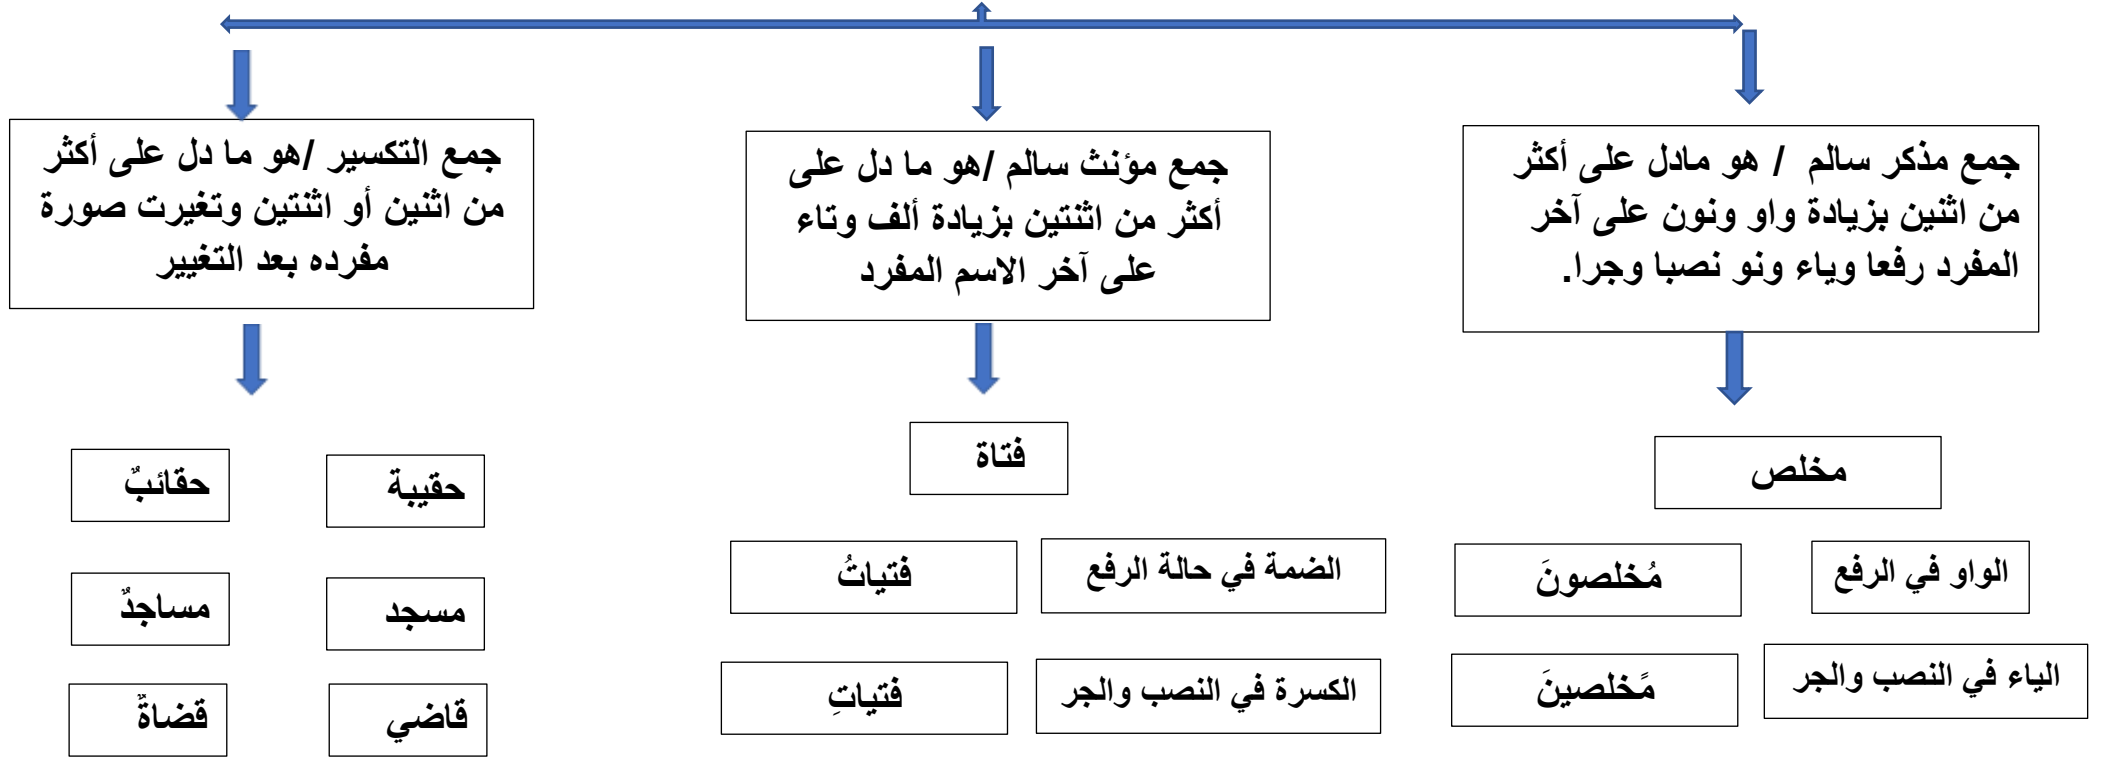 جمع مذكر سالم / هو مادل على أكثر
من اثنين بزيادة واو ونون على آخر
المفرد رفعا وياء ونو نصبا وجرا.
مخلص
الواو في الرفع
مُخلصونَ
الياء في النصب والجر
مًخلصينَ
جمع مؤنث سالم /هو ما دل على
أكثر من اثنتين بزيادة ألف وتاء
على آخر الاسم المفرد
فتاة
الضمة في حالة الرفع
فتياتُ
الكسرة في النصب والجر
فتياتِ
جمع التكسير /هو ما دل على أكثر
من اثنين أو اثنتين وتغيرت صورة
مفرده بعد التغيير
حقيبة
حقائبٌ
مسجد
مساجدٌ
قاضي
قضاةٌ